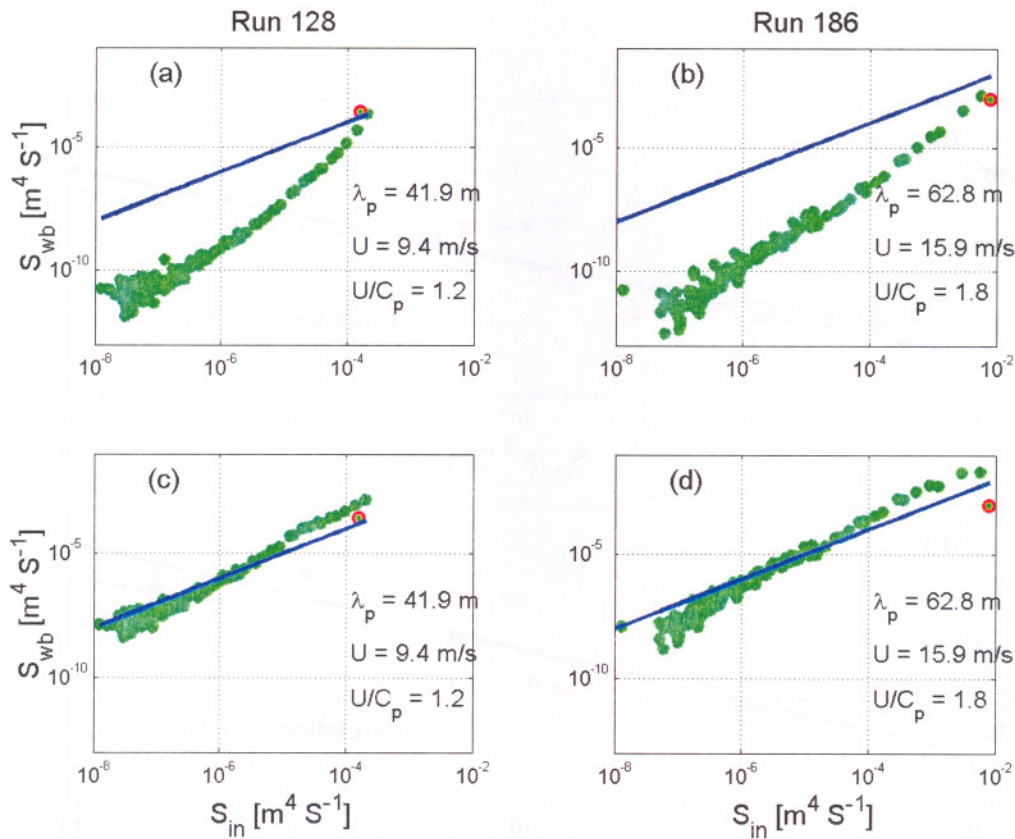 Run 128
Run 186
(a)
S_wb [m^4 S^-1]
10^-5
10^-10
λ_p = 41.9 m
U = 9.4 m/s
U/C_p = 1.2
10^-8 10^-6 10^-4 10^-2
(b)
10^-5
10^-10
λ_p = 62.8 m
U = 15.9 m/s
U/C_p = 1.8
10^-8 10^-6 10^-4 10^-2
(c)
S_wb [m^4 S^-1]
10^-5
10^-10
λ_p = 41.9 m
U = 9.4 m/s
U/C_p = 1.2
10^-8 10^-6 10^-4 10^-2
S_in [m^4 S^-1]
(d)
10^-5
10^-10
λ_p = 62.8 m
U = 15.9 m/s
U/C_p = 1.8
10^-8 10^-6 10^-4 10^-2
S_in [m^4 S^-1]